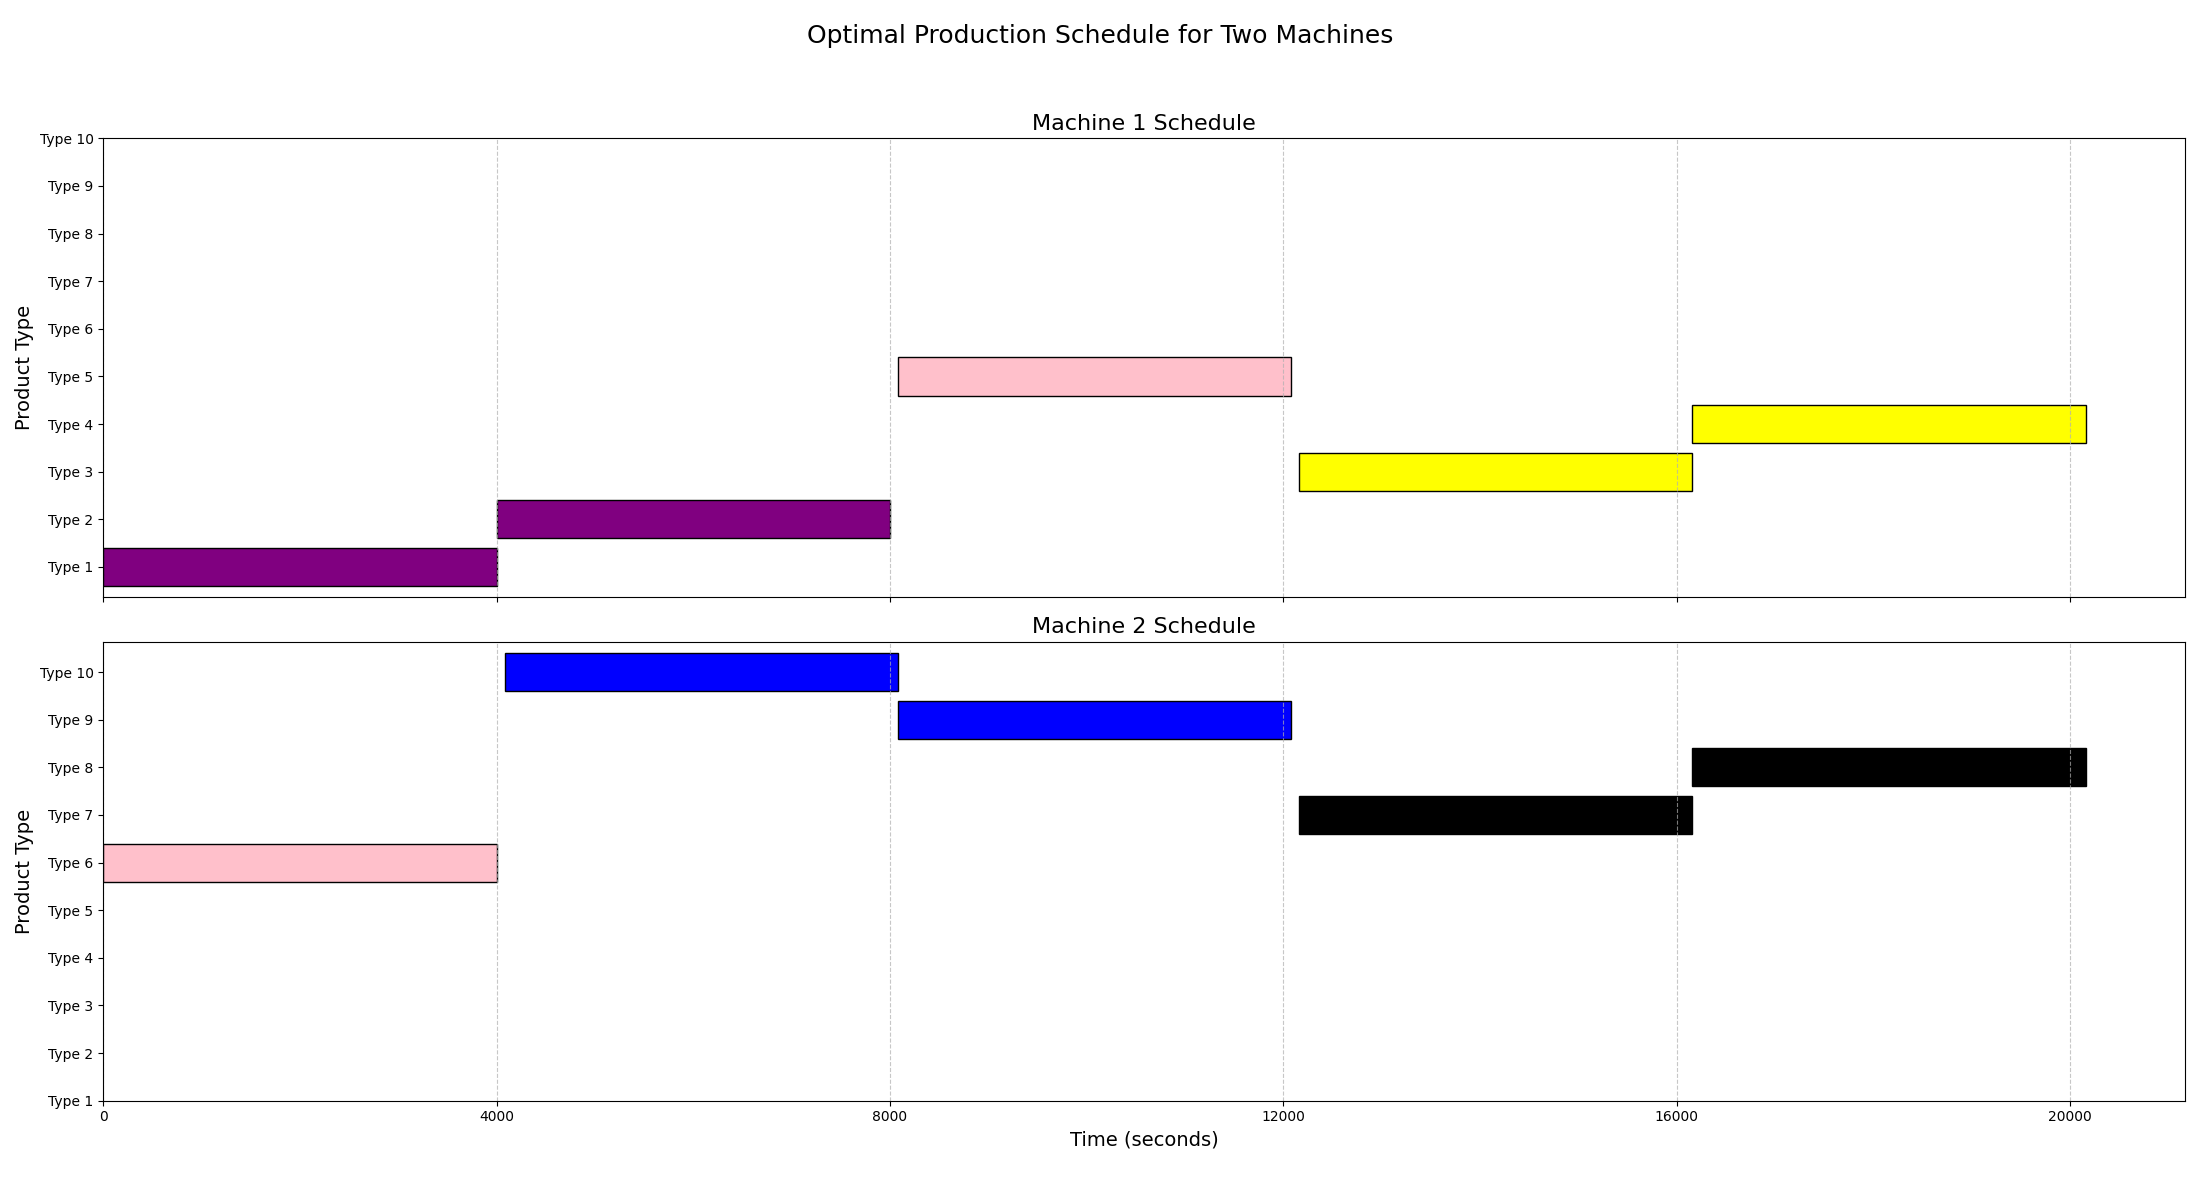 Optimal Production Schedule for Two Machines
Machine 1 Schedule
Product Type
Type 10
Type 9
Type 8
Type 7
Type 6
Type 5
Type 4
Type 3
Type 2
Type 1
Machine 2 Schedule
Product Type
Type 10
Type 9
Type 8
Type 7
Type 6
Type 5
Type 4
Type 3
Type 2
Type 1
0 4000 8000 12000 16000 20000
Time (seconds)